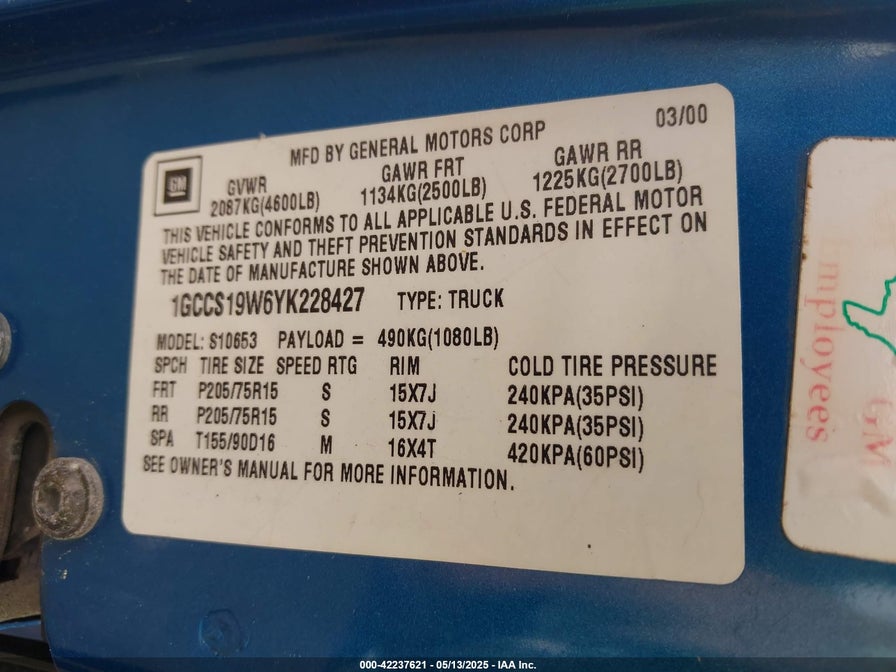 03/00
MFD BY GENERAL MOTORS CORP
GM
GVWR GAWR FRT GAWR RR
2087KG(4600LB) 1134KG(2500LB) 1225KG(2700LB)
THIS VEHICLE CONFORMS TO ALL APPLICABLE U.S. FEDERAL MOTOR
VEHICLE SAFETY AND THEFT PREVENTION STANDARDS IN EFFECT ON
THE DATE OF MANUFACTURE SHOWN ABOVE.
1GCCS19W6YK228427 TYPE: TRUCK
MODEL: S10653 PAYLOAD = 490KG(1080LB)
SPCH TIRE SIZE SPEED RTG RIM COLD TIRE PRESSURE
FRT P205/75R15 S 15X7J 240KPA(35PSI)
RR P205/75R15 S 15X7J 240KPA(35PSI)
SPA T155/90D16 M 16X4T 420KPA(60PSI)
SEE OWNER'S MANUAL FOR MORE INFORMATION.
Employees
GM
000-42237621 - 05/13/2025 - IAA Inc.